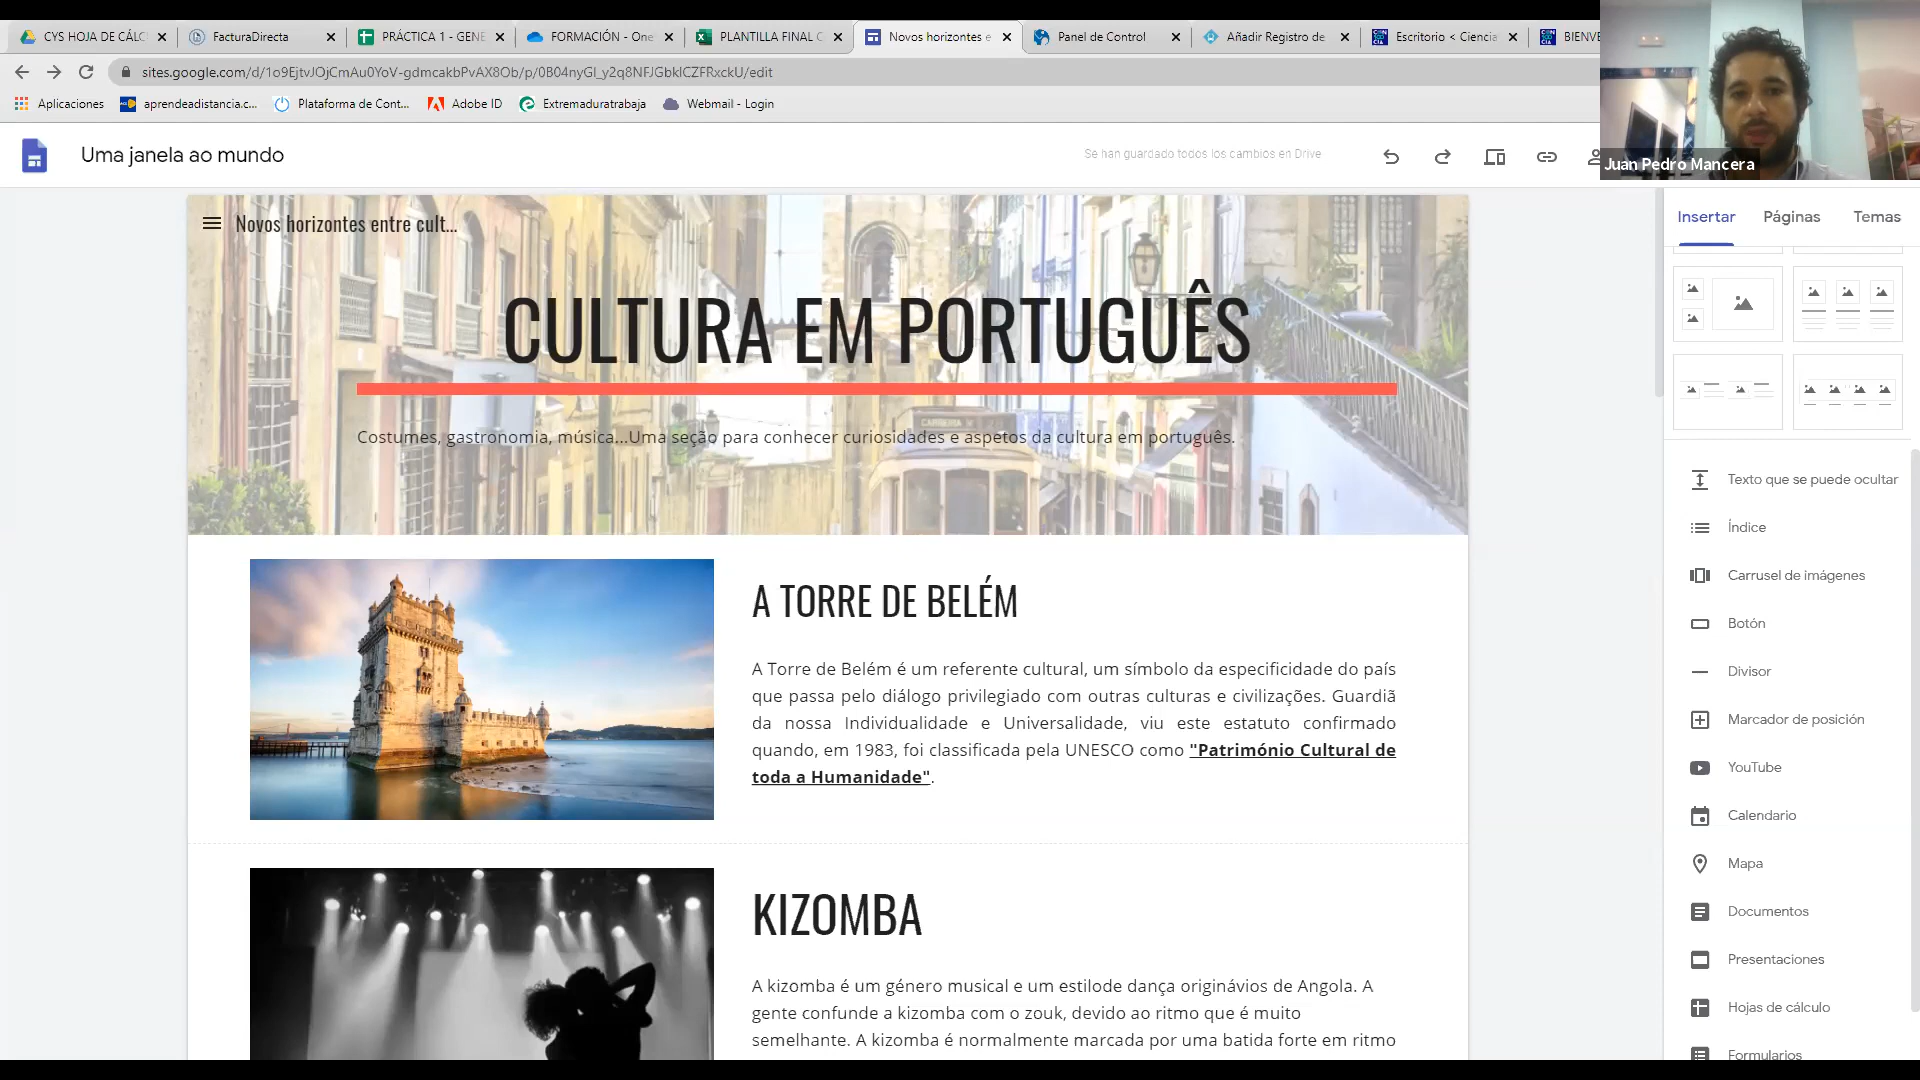 CYS HOJA DE CÁLC
FacturaDirecta
PRÁCTICA 1 - GENE
FORMACIÓN - One
PLANTILLA FINAL C
Novos horizontes e
Panel de Control
Añadir Registro de
Escritorio < Ciencia
BIENVE
sites.google.com/d/1o9EjtvJOjCmAu0YoV-gdmcakbPvAX8Ob/p/0B04nyGl_y2q8NFJGbklCZFRxckU/edit
Aplicaciones
aprendeadistancia.c...
Plataforma de Cont...
Adobe ID
Extremaduratrabaja
Webmail - Login
Juan Pedro Mancera
Uma janela ao mundo
Se han guardado todos los cambios en Drive
Insertar
Páginas
Temas
Novos horizontes entre cult...
CULTURA EM PORTUGUÊS
CARREIRA
Costumes, gastronomia, música...Uma seção para conhecer curiosidades e aspetos da cultura em português.
A TORRE DE BELÉM
A Torre de Belém é um referente cultural, um símbolo da especificidade do país
que passa pelo diálogo privilegiado com outras culturas e civilizações. Guardiã
da nossa Individualidade e Universalidade, viu este estatuto confirmado
quando, em 1983, foi classificada pela UNESCO como "Património Cultural de
toda a Humanidade".
KIZOMBA
A kizomba é um género musical e um estilode dança originávios de Angola. A
gente confunde a kizomba com o zouk, devido ao ritmo que é muito
semelhante. A kizomba é normalmente marcada por uma batida forte em ritmo
Texto que se puede ocultar
Índice
Carrusel de imágenes
Botón
Divisor
Marcador de posición
YouTube
Calendario
Mapa
Documentos
Presentaciones
Hojas de cálculo
Formularios